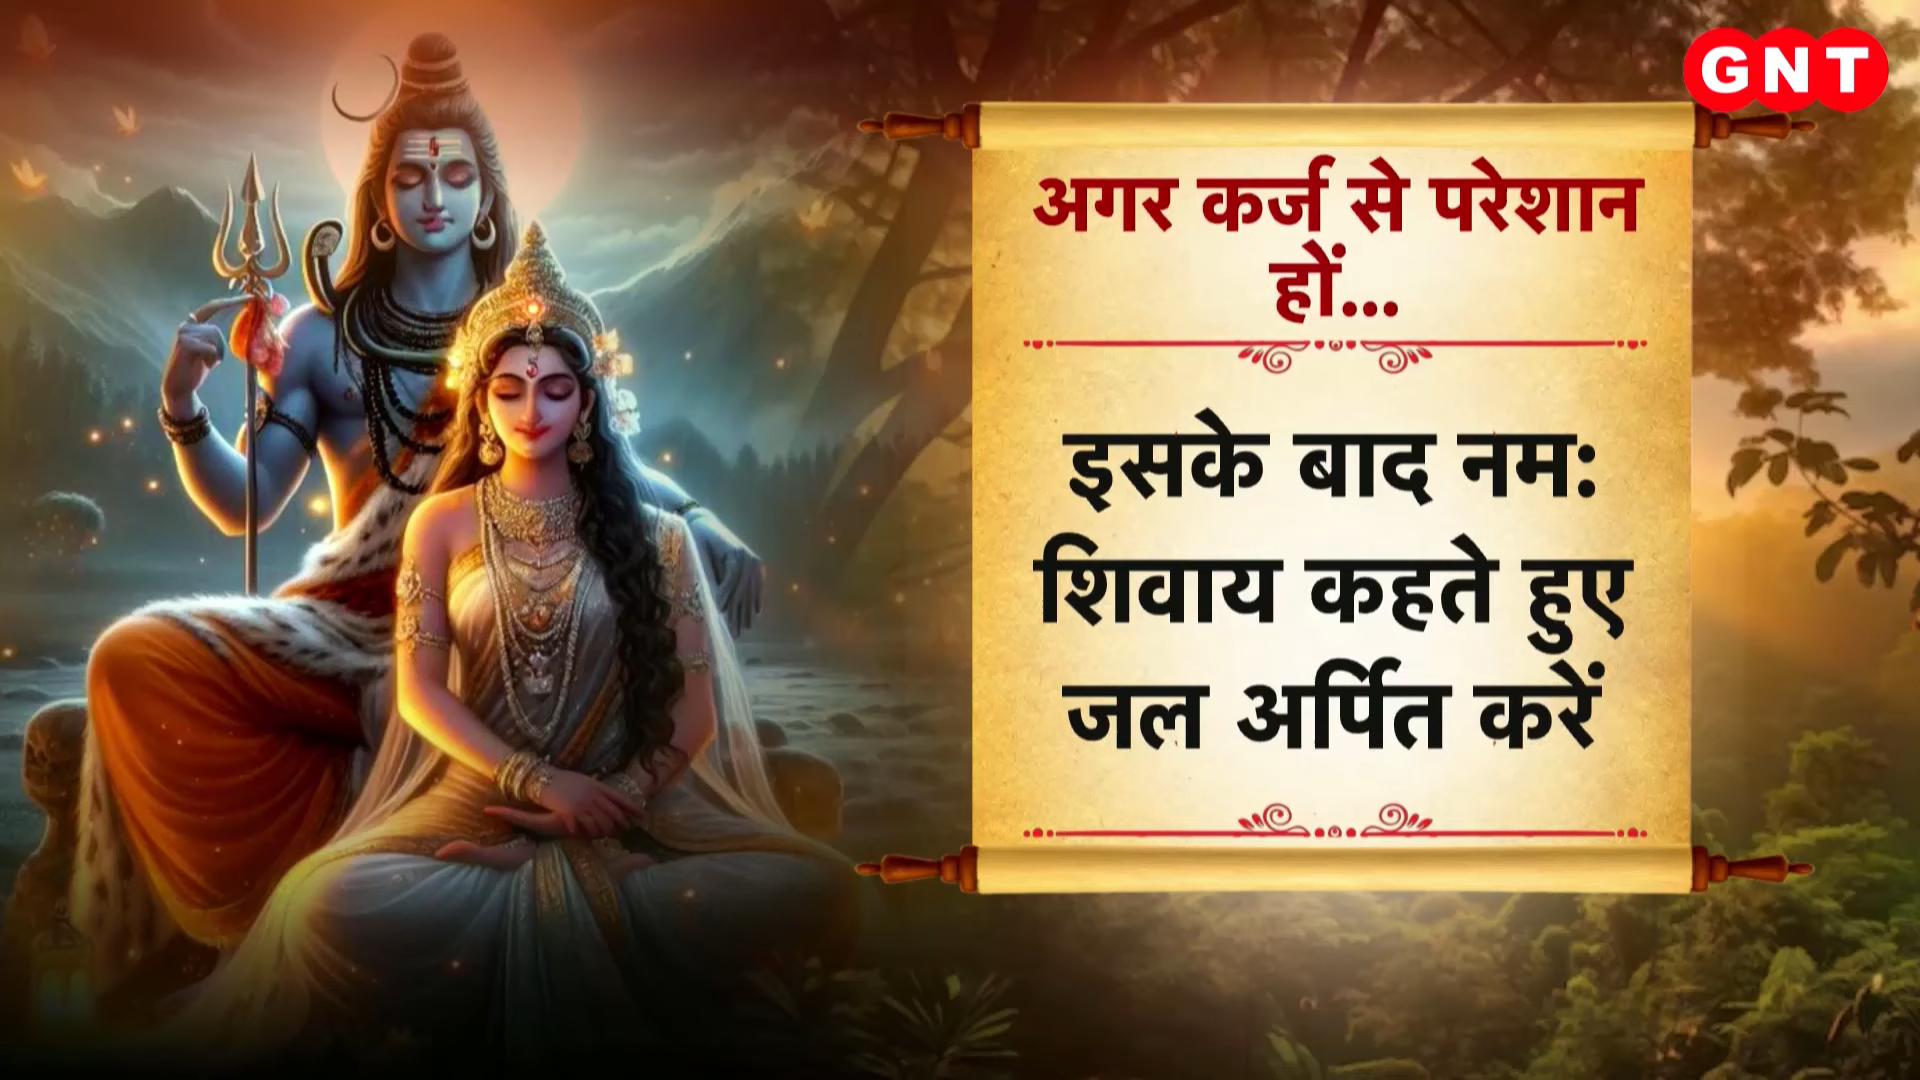 GNT
अगर कर्ज से परेशान
हों...
इसके बाद नम:
शिवाय कहते हुए
जल अर्पित करें